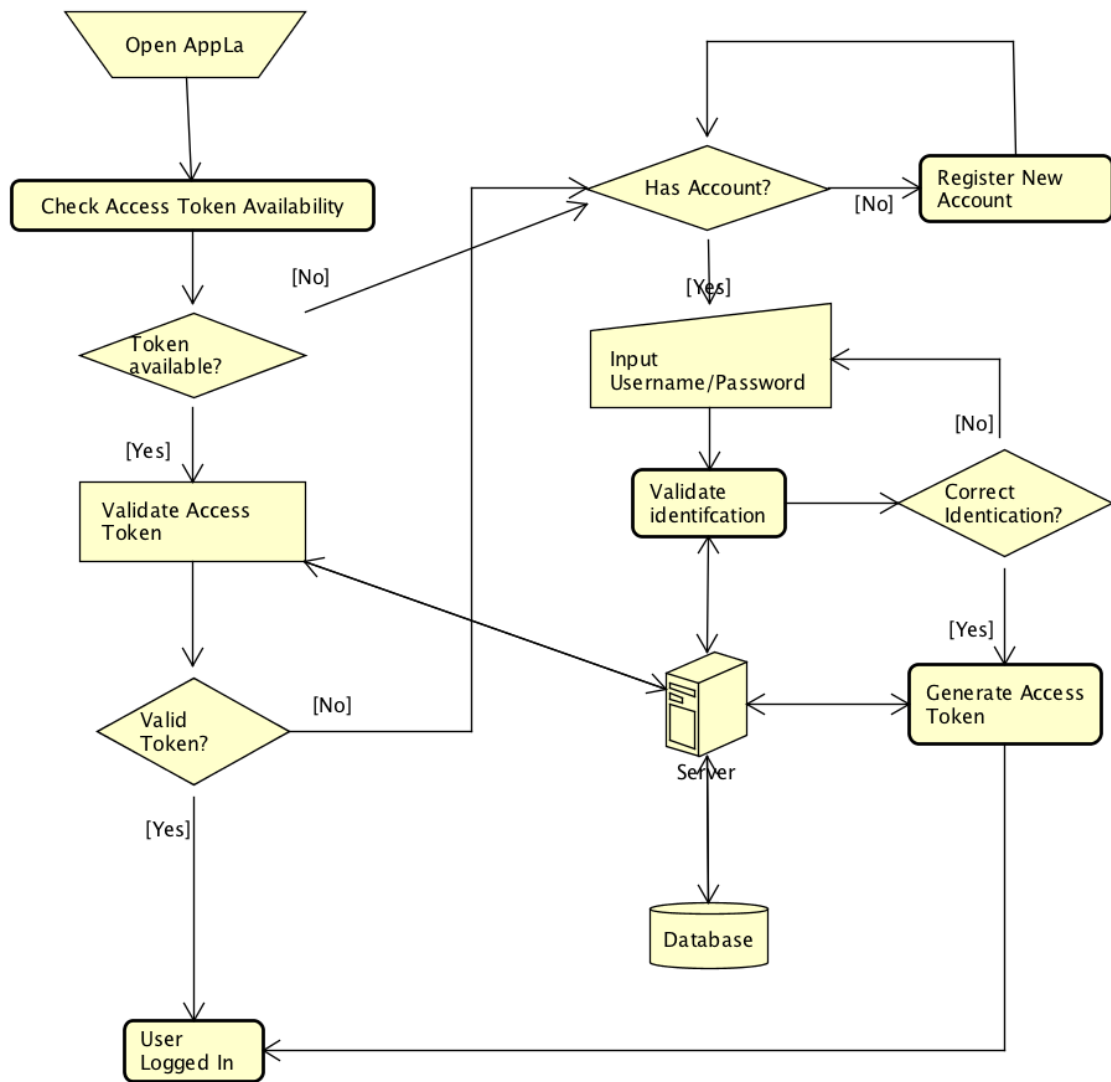 Open AppLa
Check Access Token Availability
[No]
Token
available?
[Yes]
Validate Access
Token
Valid
Token?
[No]
[Yes]
User
Logged In
Has Account?
[No]
Register New
Account
[Yes]
Input
Username/Password
[No]
Validate
identifcation
Correct
Identication?
[Yes]
Generate Access
Token
Server
Database